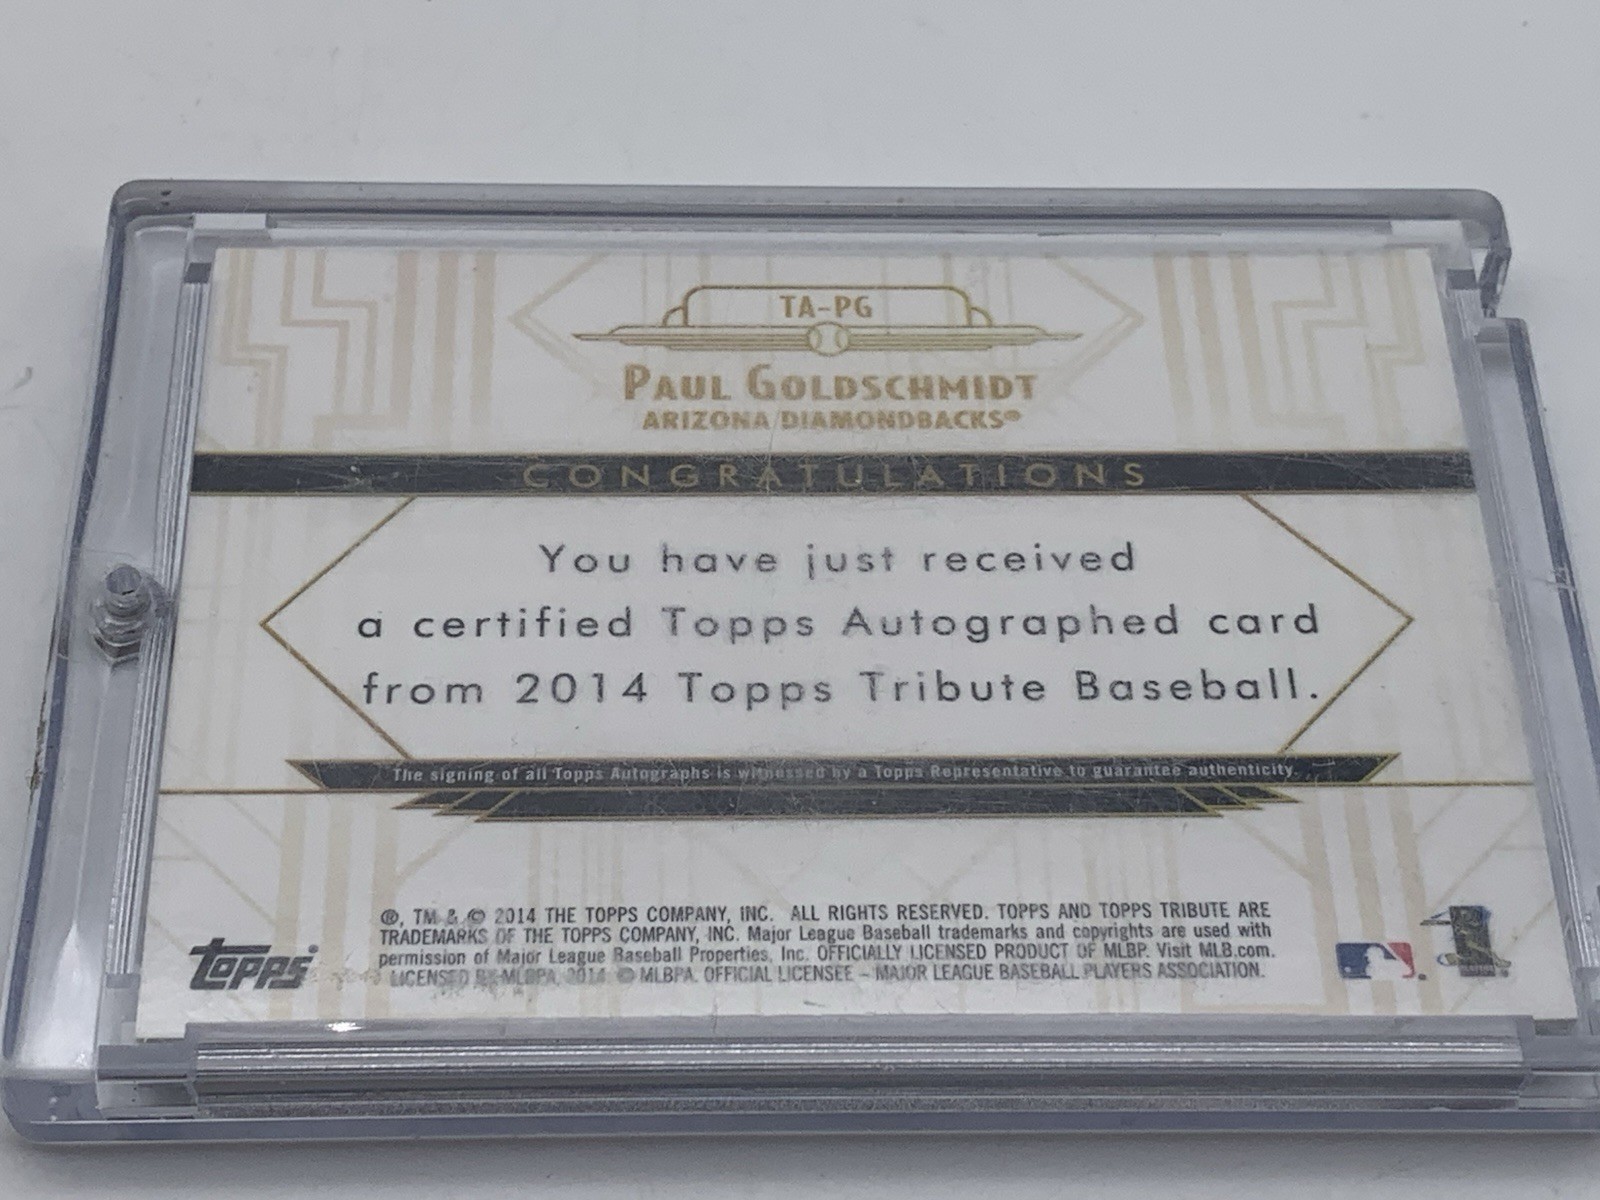 TA-PG
PAUL GOLDSCHMIDT
ARIZONA DIAMONDBACKS®
CONGRATULATIONS
You have just received
a certified Topps Autographed card
from 2014 Topps Tribute Baseball.
The signing of all Topps Autographs is witnessed by a Topps Representative to guarantee authenticity.
®, TM & © 2014 THE TOPPS COMPANY, INC. ALL RIGHTS RESERVED. TOPPS AND TOPPS TRIBUTE ARE
TRADEMARKS OF THE TOPPS COMPANY, INC. Major League Baseball trademarks and copyrights are used with
permission of Major League Baseball Properties, Inc. OFFICIALLY LICENSED PRODUCT OF MLBP. Visit MLB.com.
LICENSED BY MLBPA, 2014 © MLBPA. OFFICIAL LICENSEE – MAJOR LEAGUE BASEBALL PLAYERS ASSOCIATION.
topps®